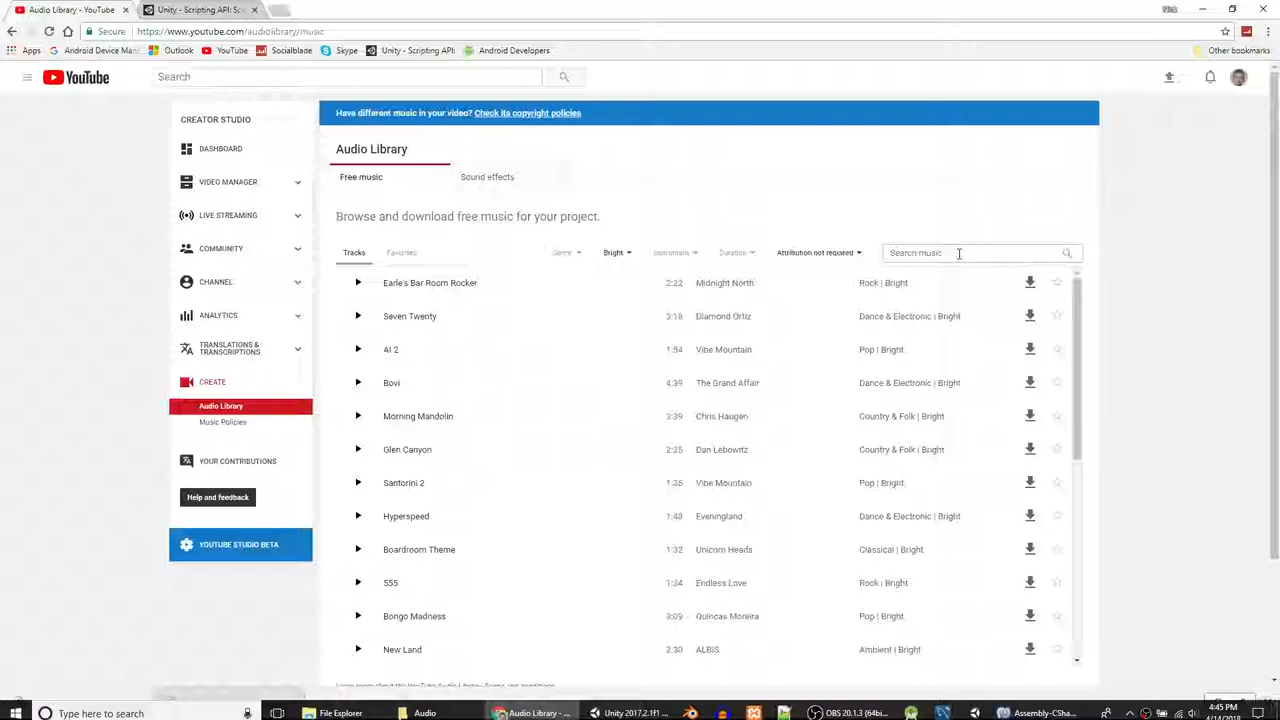 Audio Library - YouTube
Unity - Scripting API: Sce
Nick
Secure
https://www.youtube.com/audiolibrary/music
Apps
Google
Android Device Man
Outlook
YouTube
Socialblade
Skype
Unity - Scripting API:
Android Developers
Other bookmarks
YouTube
Search
CREATOR STUDIO
DASHBOARD
VIDEO MANAGER
LIVE STREAMING
COMMUNITY
CHANNEL
ANALYTICS
TRANSLATIONS &
TRANSCRIPTIONS
CREATE
Audio Library
Music Policies
YOUR CONTRIBUTIONS
Help and feedback
YOUTUBE STUDIO BETA
Have different music in your video? Check its copyright policies
Audio Library
Free music
Sound effects
Browse and download free music for your project.
Tracks
Favorites
Genre
Bright
Instrument
Duration
Attribution not required
Search music
Earle's Bar Room Rocker 2:22 Midnight North Rock | Bright
Seven Twenty 3:18 Diamond Ortiz Dance & Electronic | Bright
Al 2 1:54 Vibe Mountain Pop | Bright
Bovi 4:39 The Grand Affair Dance & Electronic | Bright
Morning Mandolin 3:39 Chris Haugen Country & Folk | Bright
Glen Canyon 2:35 Dan Lebowitz Country & Folk | Bright
Santorini 2 1:36 Vibe Mountain Pop | Bright
Hyperspeed 1:48 Eveningland Dance & Electronic | Bright
Boardroom Theme 1:32 Unicorn Heads Classical | Bright
555 1:34 Endless Love Rock | Bright
Bongo Madness 3:09 Quincas Moreira Pop | Bright
New Land 2:30 ALBIS Ambient | Bright
Type here to search
File Explorer
Audio
Audio Library - ...
Unity 2017.2.1f1 ...
OBS 20.1.3 (64bi...
Assembly-CSha...
4:45 PM
4/14/2018